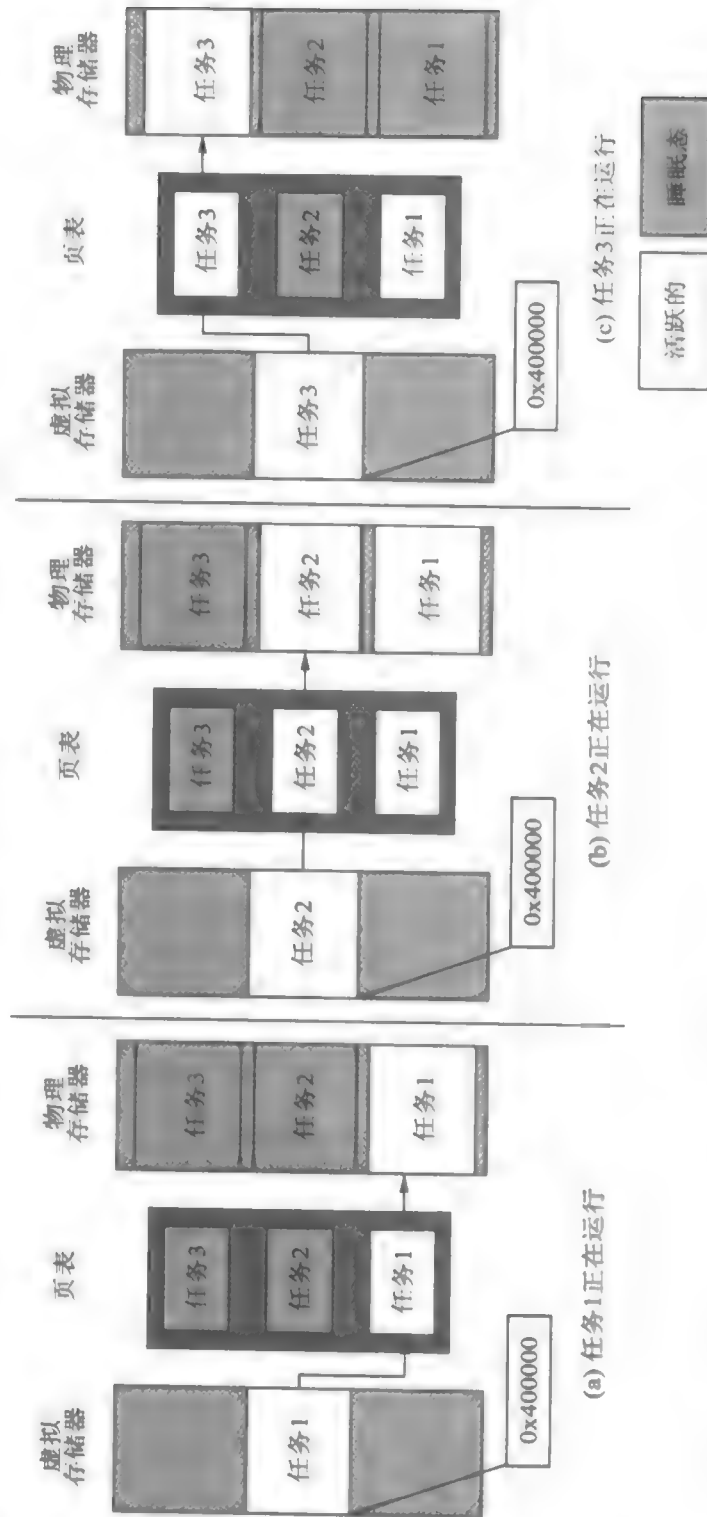 虚拟
存储器
页表
物理
存储器
任务1
任务3
任务2
任务1
任务3
任务2
任务1
0x400000
(a) 任务1正在运行
虚拟
存储器
页表
物理
存储器
任务2
任务3
任务2
任务1
任务3
任务2
任务1
0x400000
(b) 任务2正在运行
虚拟
存储器
页表
物理
存储器
任务3
任务3
任务2
任务1
任务3
任务2
任务1
0x400000
(c) 任务3正在运行
活跃的
睡眠态